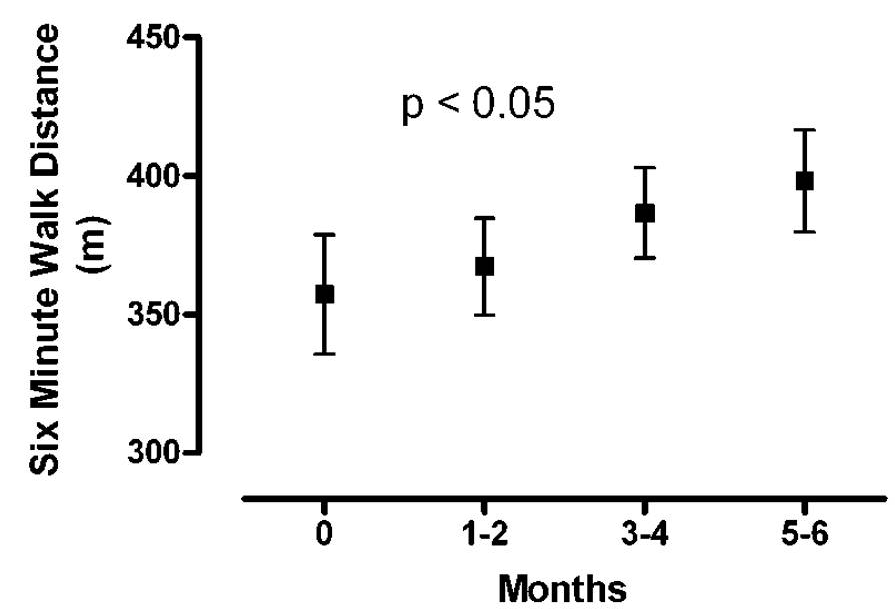 Six Minute Walk Distance
(m)
450
400
350
300
p < 0.05
0 1-2 3-4 5-6
Months